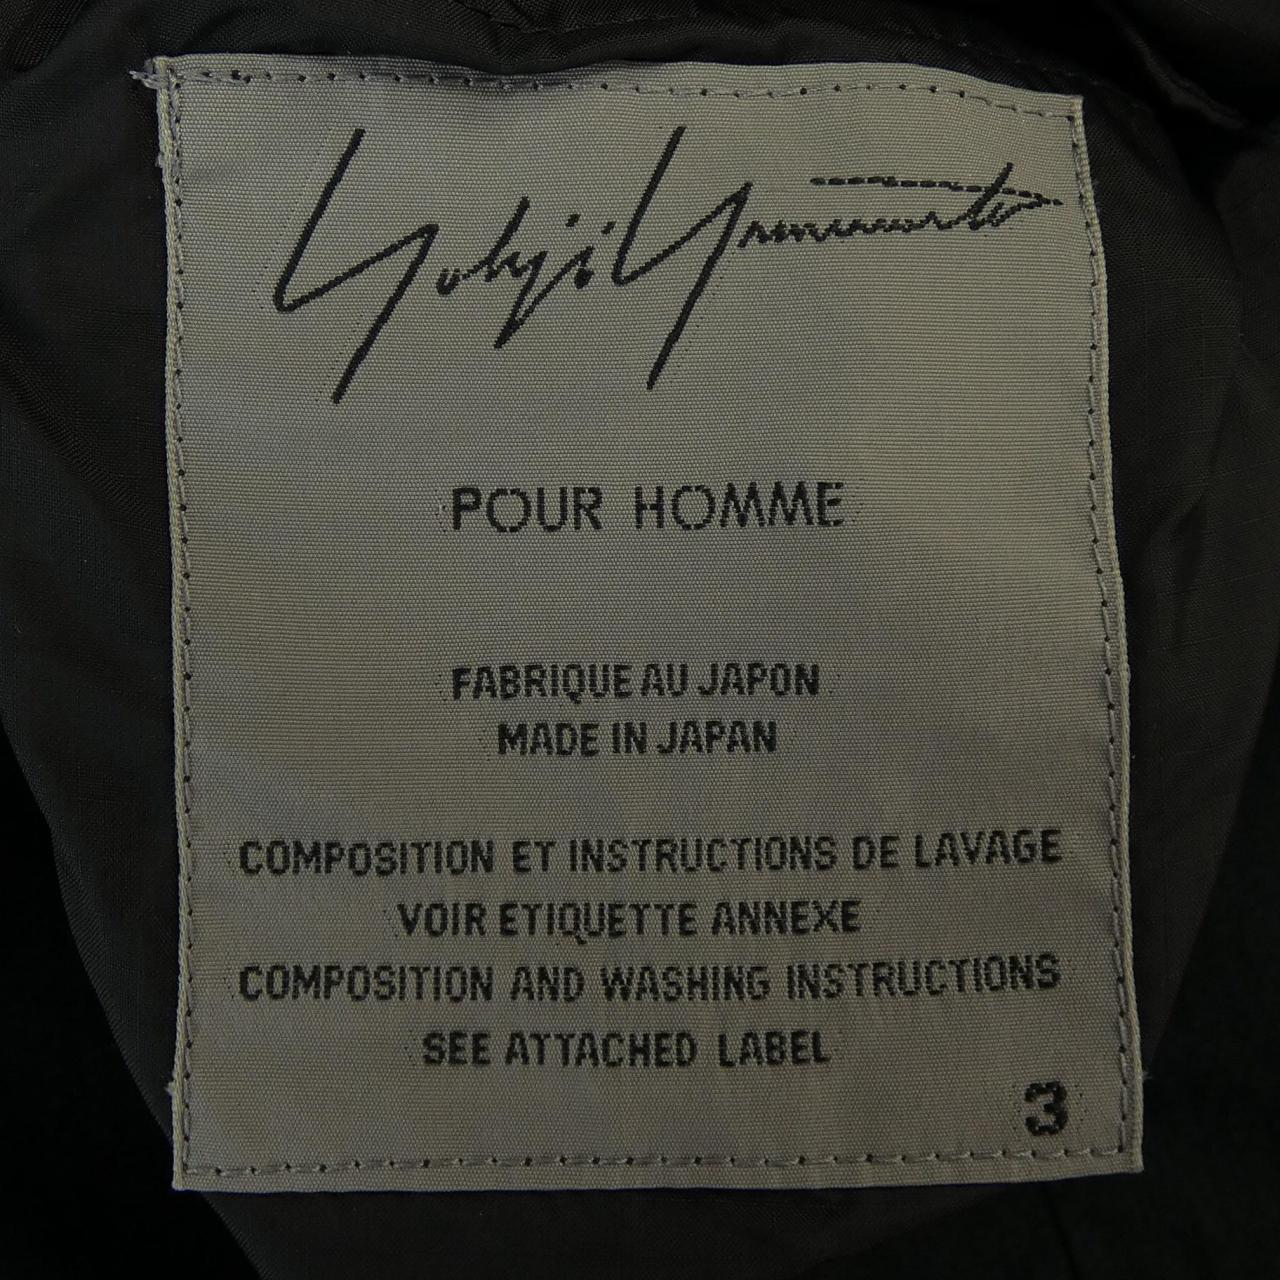 Yohji Yamamoto
POUR HOMME
FABRIQUE AU JAPON
MADE IN JAPAN
COMPOSITION ET INSTRUCTIONS DE LAVAGE
VOIR ETIQUETTE ANNEXE
COMPOSITION AND WASHING INSTRUCTIONS
SEE ATTACHED LABEL
3